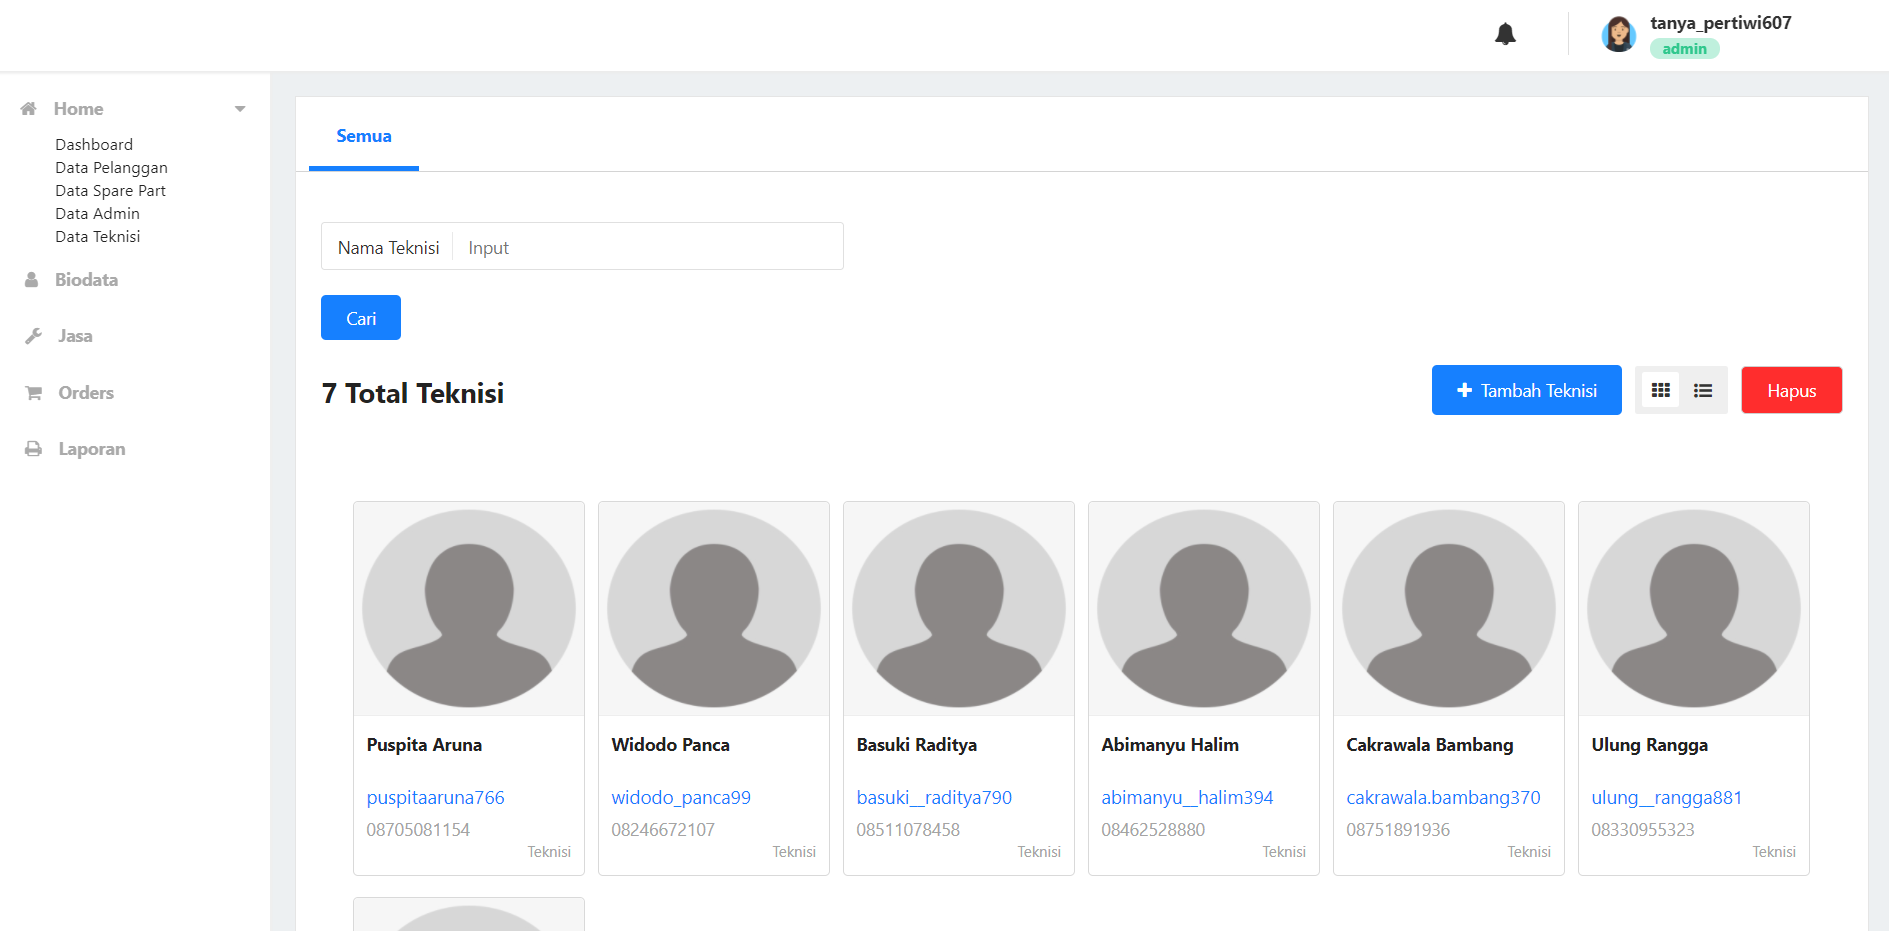 tanya_pertiwi607
admin
Home
Dashboard
Data Pelanggan
Data Spare Part
Data Admin
Data Teknisi
Biodata
Jasa
Orders
Laporan
Semua
Nama Teknisi Input
Cari
7 Total Teknisi
Tambah Teknisi
Hapus
Puspita Aruna
puspitaaruna766
08705081154
Teknisi
Widodo Panca
widodo_panca99
08246672107
Teknisi
Basuki Raditya
basuki__raditya790
08511078458
Teknisi
Abimanyu Halim
abimanyu__halim394
08462528880
Teknisi
Cakrawala Bambang
cakrawala.bambang370
08751891936
Teknisi
Ulung Rangga
ulung__rangga881
08330955323
Teknisi